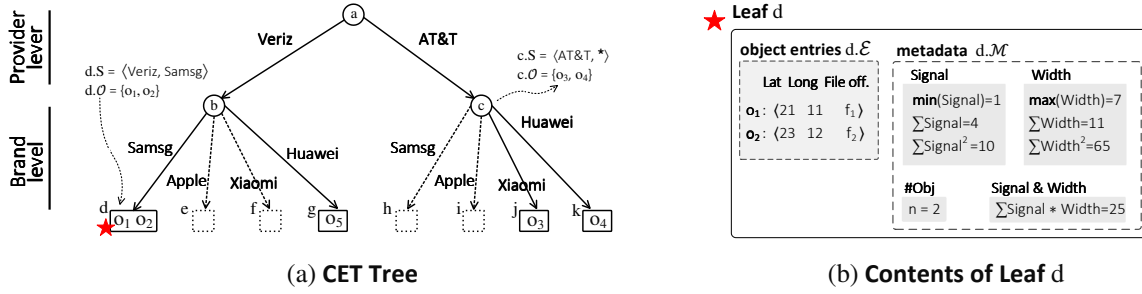 Provider lever
Brand level
a
Veriz
AT&T
d.S = ⟨Veriz, Samsg⟩
d.O = {o₁, o₂}
c.S = ⟨AT&T, *⟩
c.O = {o₃, o₄}
b
c
Samsg
Apple
Xiaomi
Huawei
Samsg
Apple
Xiaomi
Huawei
d
e
f
g
h
i
j
k
o₁ o₂
o₅
o₃
o₄
(a) CET Tree
Leaf d
object entries d.ℰ
Lat Long File off.
o₁: ⟨21 11 f₁⟩
o₂: ⟨23 12 f₂⟩
metadata d.ℳ
Signal
min(Signal)=1
∑Signal=4
∑Signal²=10
Width
max(Width)=7
∑Width=11
∑Width²=65
#Obj
n = 2
Signal & Width
∑Signal * Width=25
(b) Contents of Leaf d